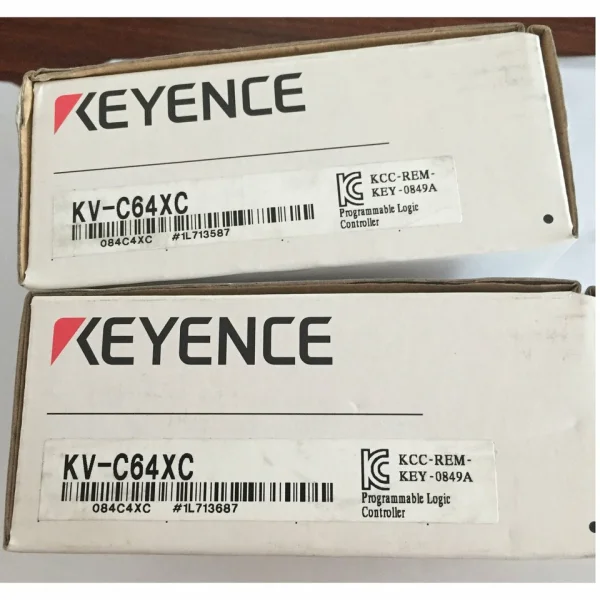 KEYENCE
KV-C64XC
084C4XC #1L713587
KCC-REM-
KEY-0849A
Programmable Logic
Controller
KEYENCE
KV-C64XC
084C4XC #1L713687
KCC-REM-
KEY-0849A
Programmable Logic
Controller